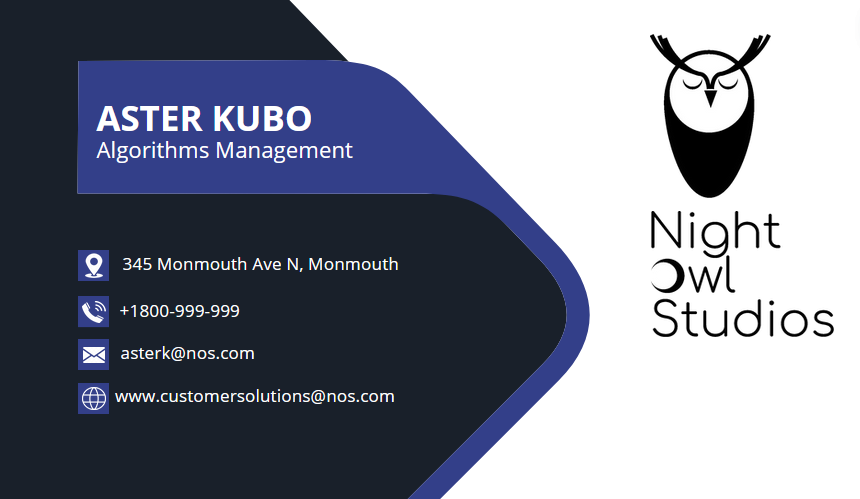 ASTER KUBO
Algorithms Management
345 Monmouth Ave N, Monmouth
+1800-999-999
asterk@nos.com
www.customersolutions@nos.com
Night
Owl
Studios